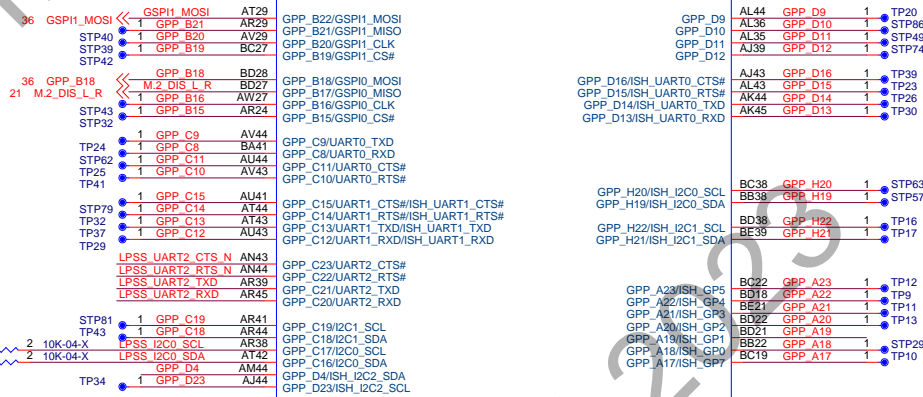 GSPI1_MOSI AT29 GPP_B22/GSPI1_MOSI
36 GSPI1_MOSI
1 GPP_B21 AR29 GPP_B21/GSPI1_MISO
STP40 1 GPP_B20 AV29 GPP_B20/GSPI1_CLK
STP39 1 GPP_B19 BC27 GPP_B19/GSPI1_CS#
STP42
36 GPP_B18 GPP_B18 BD28 GPP_B18/GSPI0_MOSI
21 M.2_DIS_L_R M.2_DIS_L_R BD27 GPP_B17/GSPI0_MISO
1 GPP_B16 AW27 GPP_B16/GSPI0_CLK
STP43 1 GPP_B15 AR24 GPP_B15/GSPI0_CS#
STP32
1 GPP_C9 AV44 GPP_C9/UART0_TXD
TP24 1 GPP_C8 BA41 GPP_C8/UART0_RXD
STP62 1 GPP_C11 AU44 GPP_C11/UART0_CTS#
TP25 1 GPP_C10 AV43 GPP_C10/UART0_RTS#
TP41
1 GPP_C15 AU41 GPP_C15/UART1_CTS#/ISH_UART1_CTS#
STP79 1 GPP_C14 AT44 GPP_C14/UART1_RTS#/ISH_UART1_RTS#
TP32 1 GPP_C13 AT43 GPP_C13/UART1_TXD/ISH_UART1_TXD
TP37 1 GPP_C12 AU43 GPP_C12/UART1_RXD/ISH_UART1_RXD
TP29
LPSS_UART2_CTS_N AN43 GPP_C23/UART2_CTS#
LPSS_UART2_RTS_N AN44 GPP_C22/UART2_RTS#
LPSS_UART2_TXD AR39 GPP_C21/UART2_TXD
LPSS_UART2_RXD AR45 GPP_C20/UART2_RXD
STP81 1 GPP_C19 AR41 GPP_C19/I2C1_SCL
TP43 1 GPP_C18 AR44 GPP_C18/I2C1_SDA
2 10K-04-X LPSS_I2C0_SCL AR38 GPP_C17/I2C0_SCL
2 10K-04-X LPSS_I2C0_SDA AT42 GPP_C16/I2C0_SDA
GPP_D4 AM44 GPP_D4/ISH_I2C2_SDA
TP34 1 GPP_D23 AJ44 GPP_D23/ISH_I2C2_SCL
GPP_D9 AL44 GPP_D9 1 TP20
GPP_D10 AL36 GPP_D10 1 STP86
GPP_D11 AL35 GPP_D11 1 STP49
GPP_D12 AJ39 GPP_D12 1 STP74
GPP_D16/ISH_UART0_CTS# AJ43 GPP_D16 1 TP39
GPP_D15/ISH_UART0_RTS# AL43 GPP_D15 1 TP23
GPP_D14/ISH_UART0_TXD AK44 GPP_D14 1 TP26
GPP_D13/ISH_UART0_RXD AK45 GPP_D13 1 TP30
GPP_H20/ISH_I2C0_SCL BC38 GPP_H20 1 STP63
GPP_H19/ISH_I2C0_SDA BB38 GPP_H19 1 STP57
GPP_H22/ISH_I2C1_SCL BD38 GPP_H22 1 TP16
GPP_H21/ISH_I2C1_SDA BE39 GPP_H21 1 TP17
GPP_A23/ISH_GP5 BC22 GPP_A23 1 TP12
GPP_A22/ISH_GP4 BD18 GPP_A22 1 TP9
GPP_A21/ISH_GP3 BE21 GPP_A21 1 TP11
GPP_A20/ISH_GP2 BD22 GPP_A20 1 TP13
GPP_A19/ISH_GP1 BD21 GPP_A19
GPP_A18/ISH_GP0 BB22 GPP_A18 1 STP29
GPP_A17/ISH_GP7 BC19 GPP_A17 1 TP10
2023